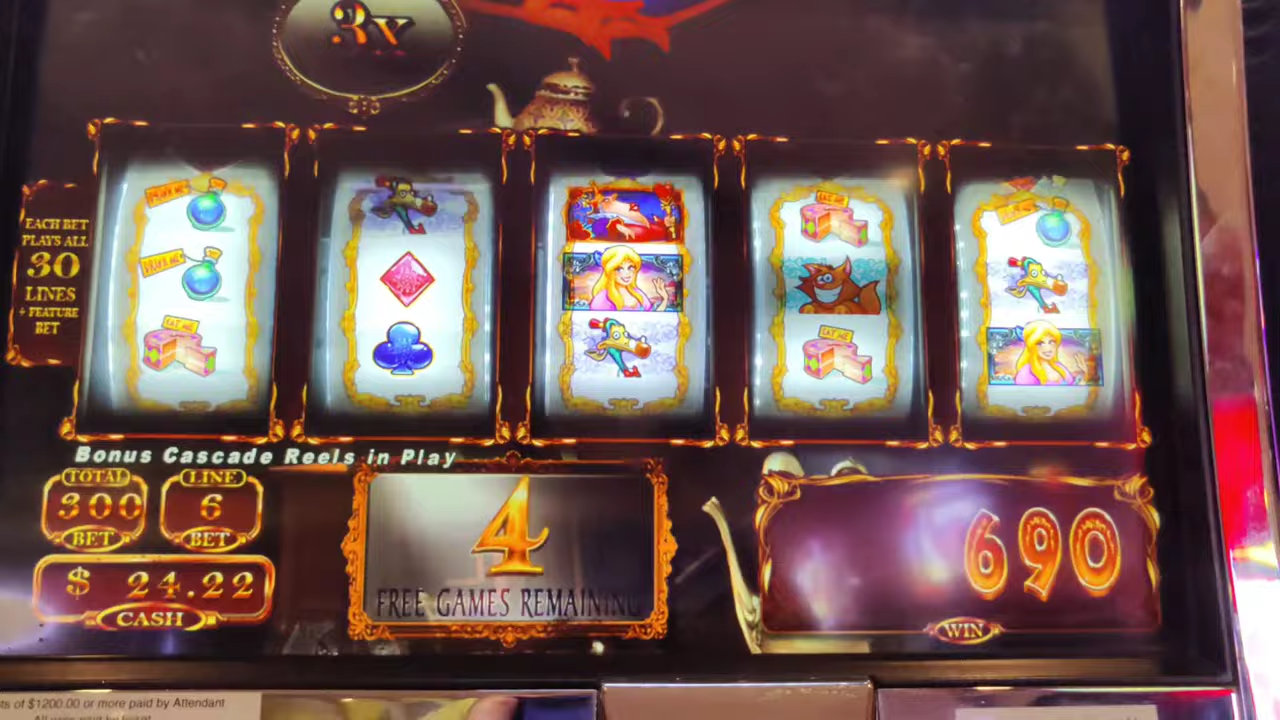 3x
EACH BET
PLAYS ALL
30
LINES
+ FEATURE
BET
DRINK ME
DRINK ME
EAT ME
EAT ME
EAT ME
Bonus Cascade Reels in Play
TOTAL
300
BET
LINE
6
BET
$ 24.22
CASH
4
FREE GAMES REMAINING
690
WIN
ts of $1200.00 or more paid by Attendant